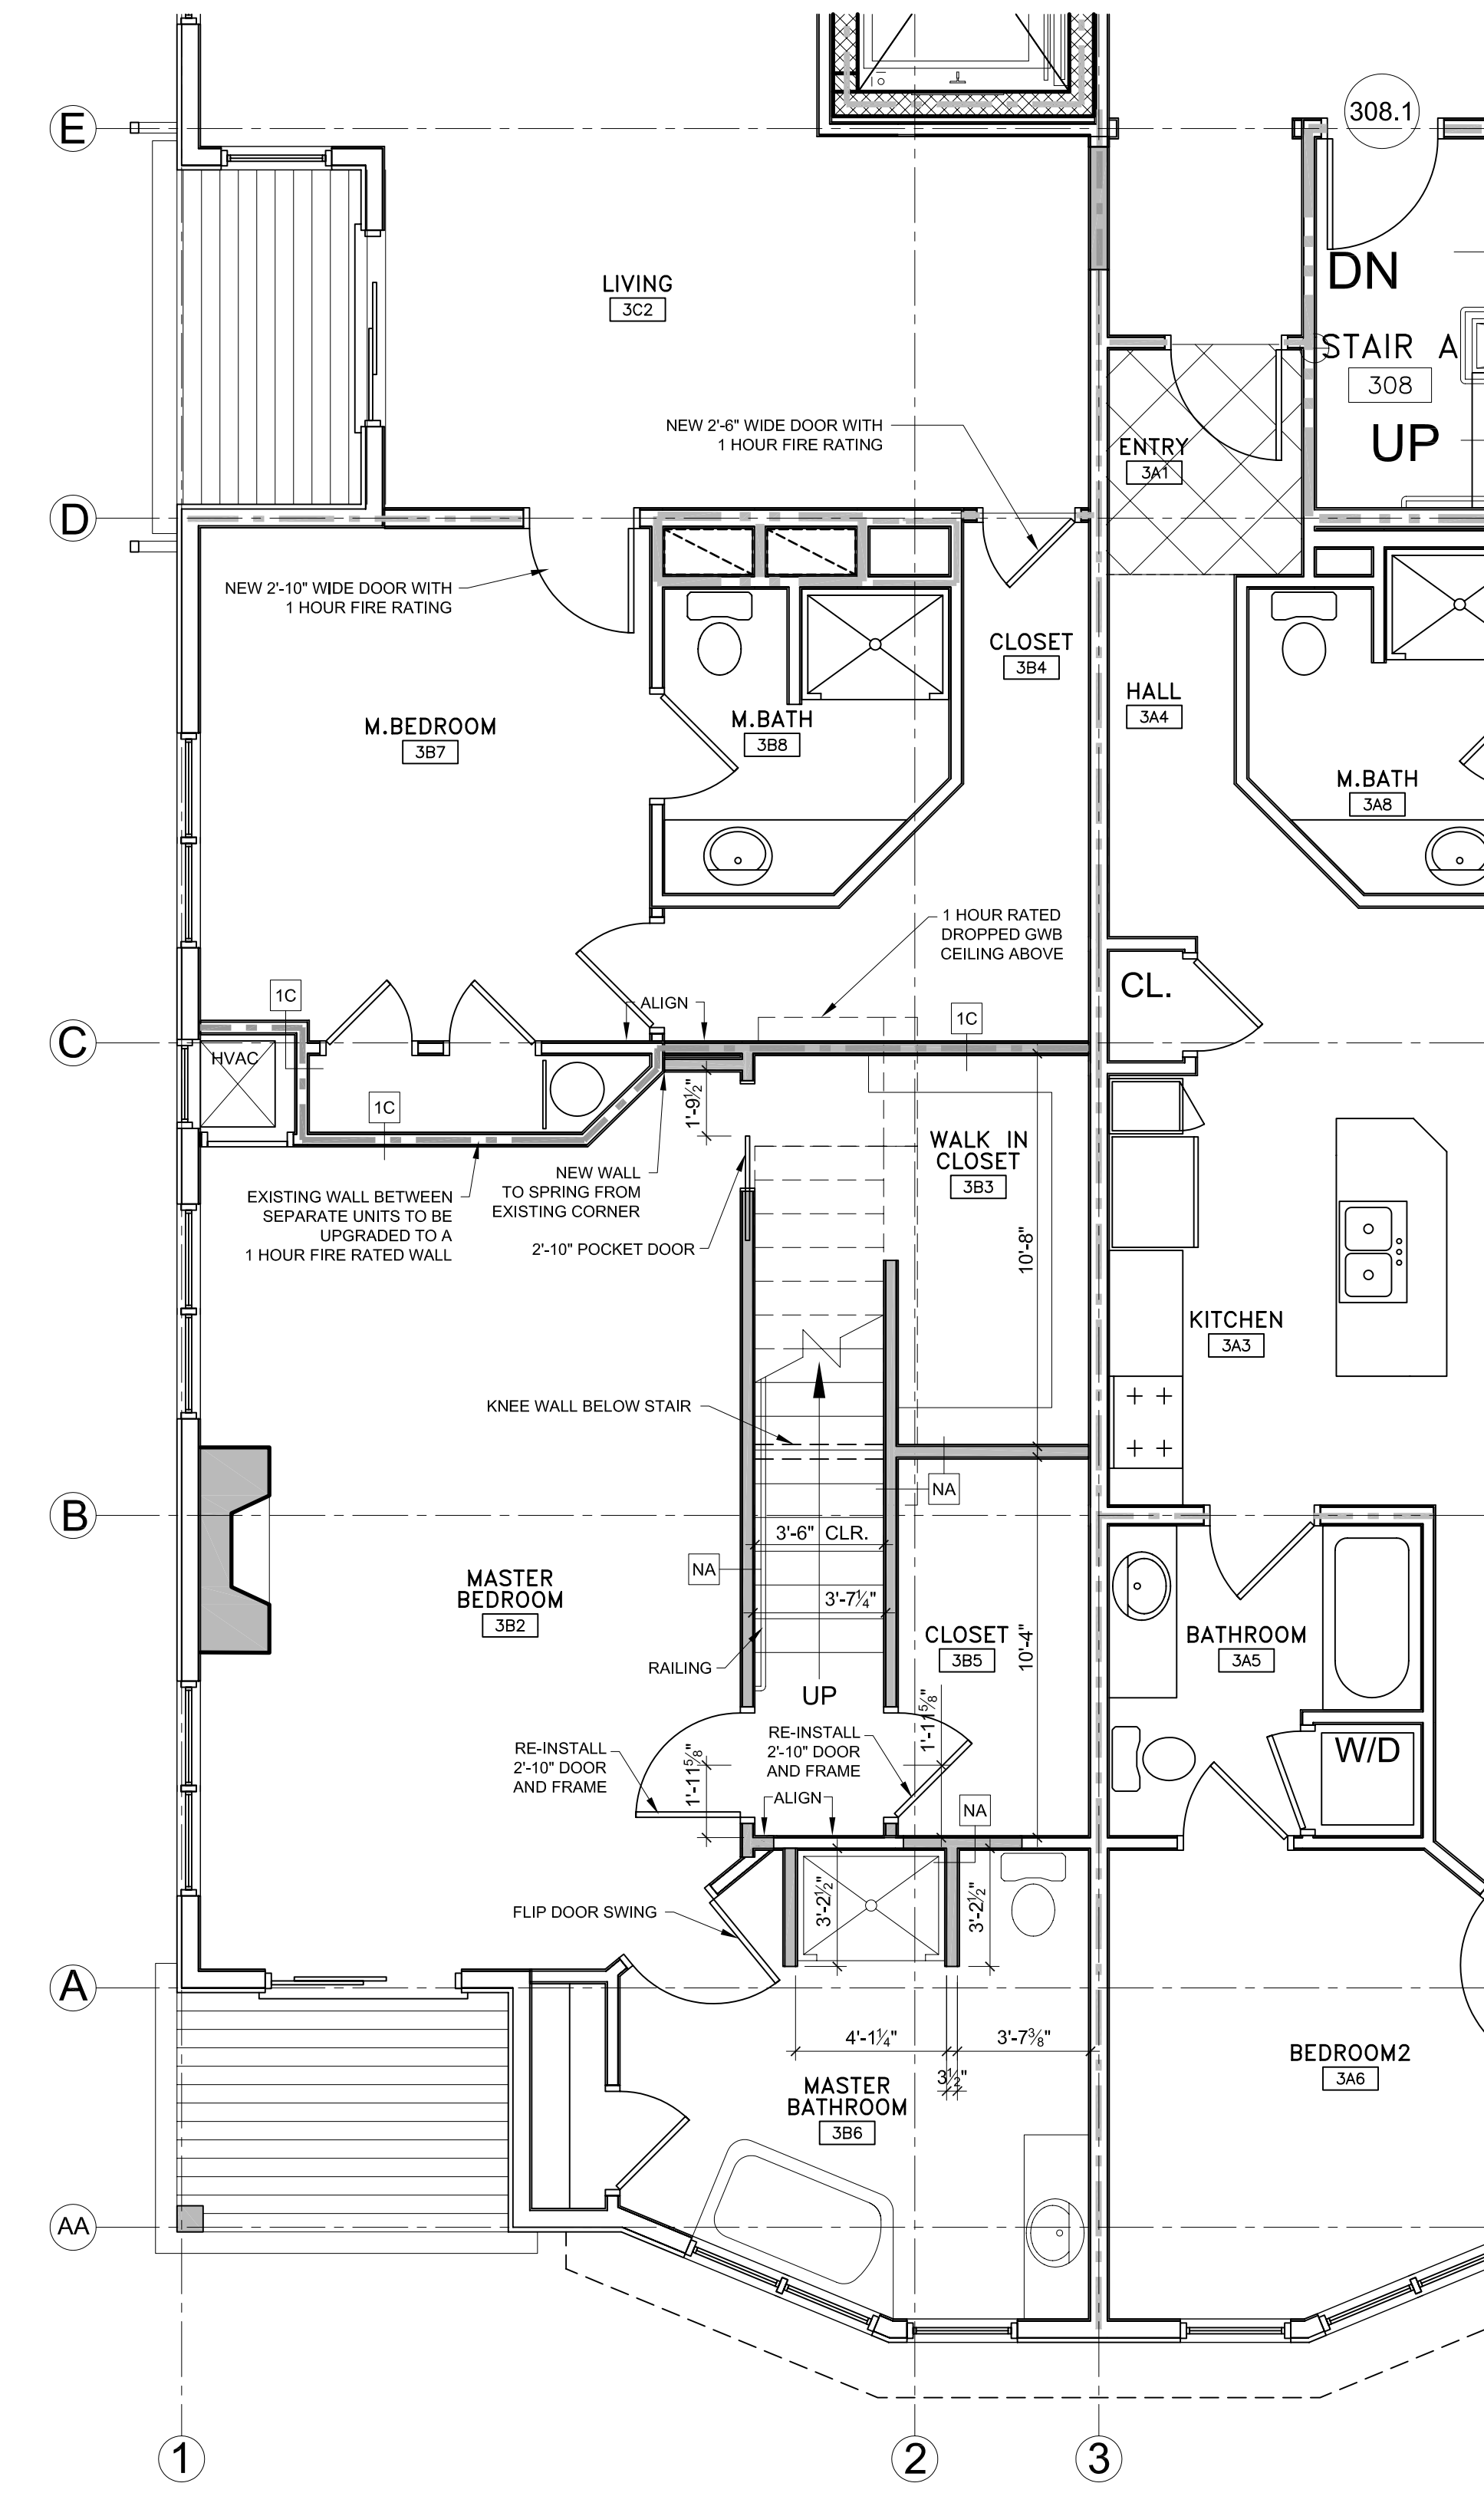 E
308.1
DN
LIVING
3C2
STAIR A
308
NEW 2'-6" WIDE DOOR WITH
1 HOUR FIRE RATING
ENTRY
3A1
UP
D
NEW 2'-10" WIDE DOOR WITH
1 HOUR FIRE RATING
CLOSET
3B4
HALL
3A4
M.BEDROOM
3B7
M.BATH
3B8
M.BATH
3A8
1 HOUR RATED
DROPPED GWB
CEILING ABOVE
CL.
1C
ALIGN
1C
C
HVAC
1C
1'-9½"
WALK IN
CLOSET
3B3
NEW WALL
TO SPRING FROM
EXISTING CORNER
EXISTING WALL BETWEEN
SEPARATE UNITS TO BE
UPGRADED TO A
1 HOUR FIRE RATED WALL
2'-10" POCKET DOOR
10'-8"
KITCHEN
3A3
KNEE WALL BELOW STAIR
NA
B
3'-6" CLR.
NA
MASTER
BEDROOM
3B2
3'-7¼"
CLOSET
3B5
10'-4"
BATHROOM
3A5
RAILING
UP
1'-11⅝"
RE-INSTALL
2'-10" DOOR
AND FRAME
RE-INSTALL
2'-10" DOOR
AND FRAME
1'-11⅝"
W/D
ALIGN
NA
3'-2½"
3'-2½"
FLIP DOOR SWING
A
4'-1¼"
3'-7⅜"
3½"
BEDROOM2
3A6
MASTER
BATHROOM
3B6
AA
1
2
3